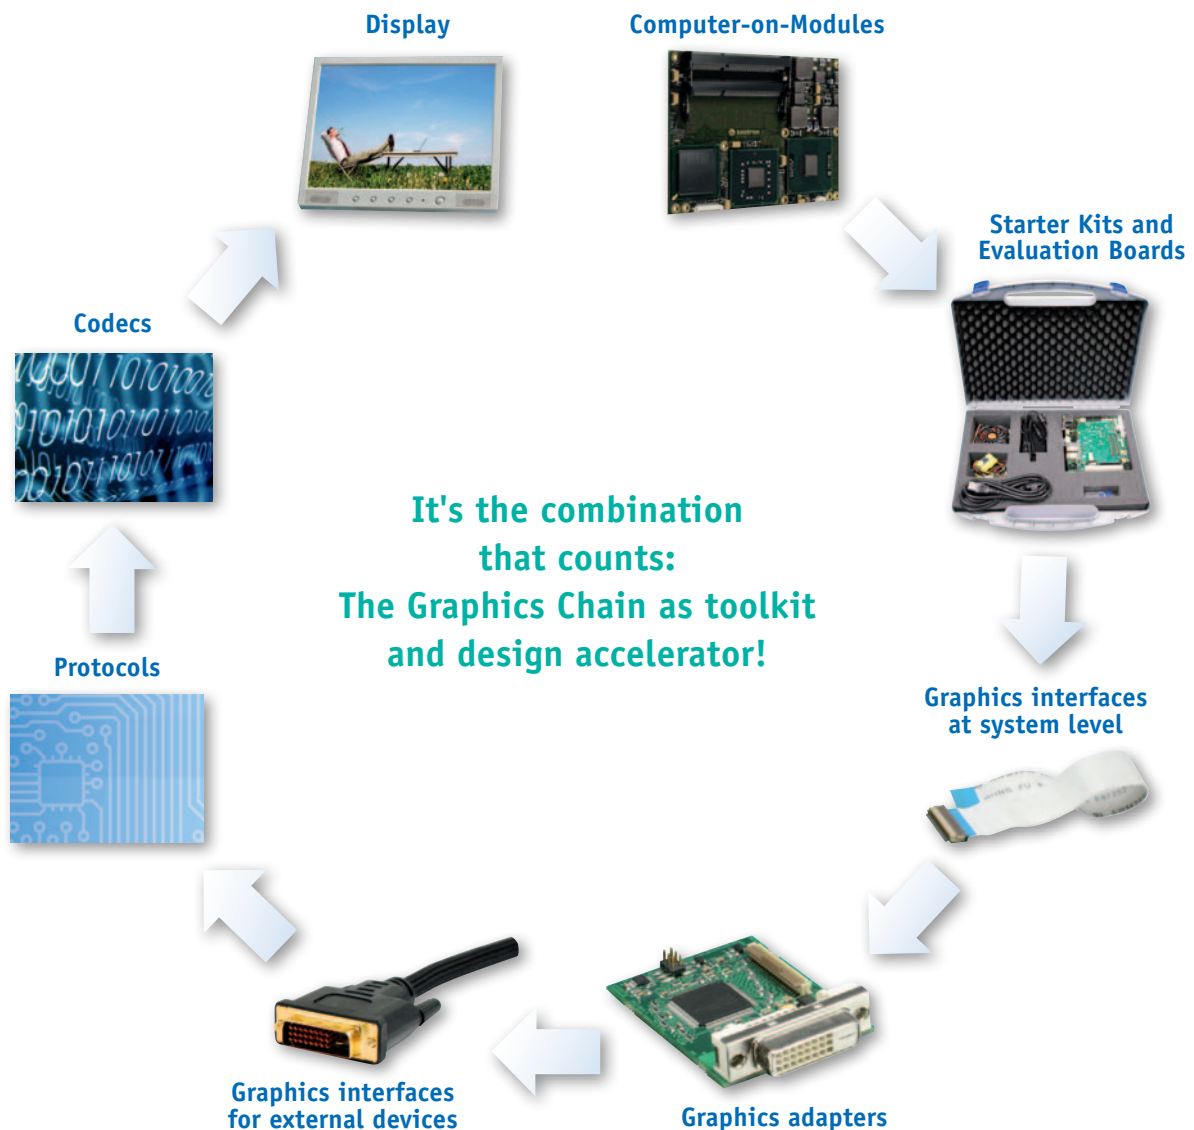 Display
Computer-on-Modules
Starter Kits and
Evaluation Boards
Codecs
It's the combination
that counts:
The Graphics Chain as toolkit
and design accelerator!
Protocols
Graphics interfaces
at system level
Graphics interfaces
for external devices
Graphics adapters